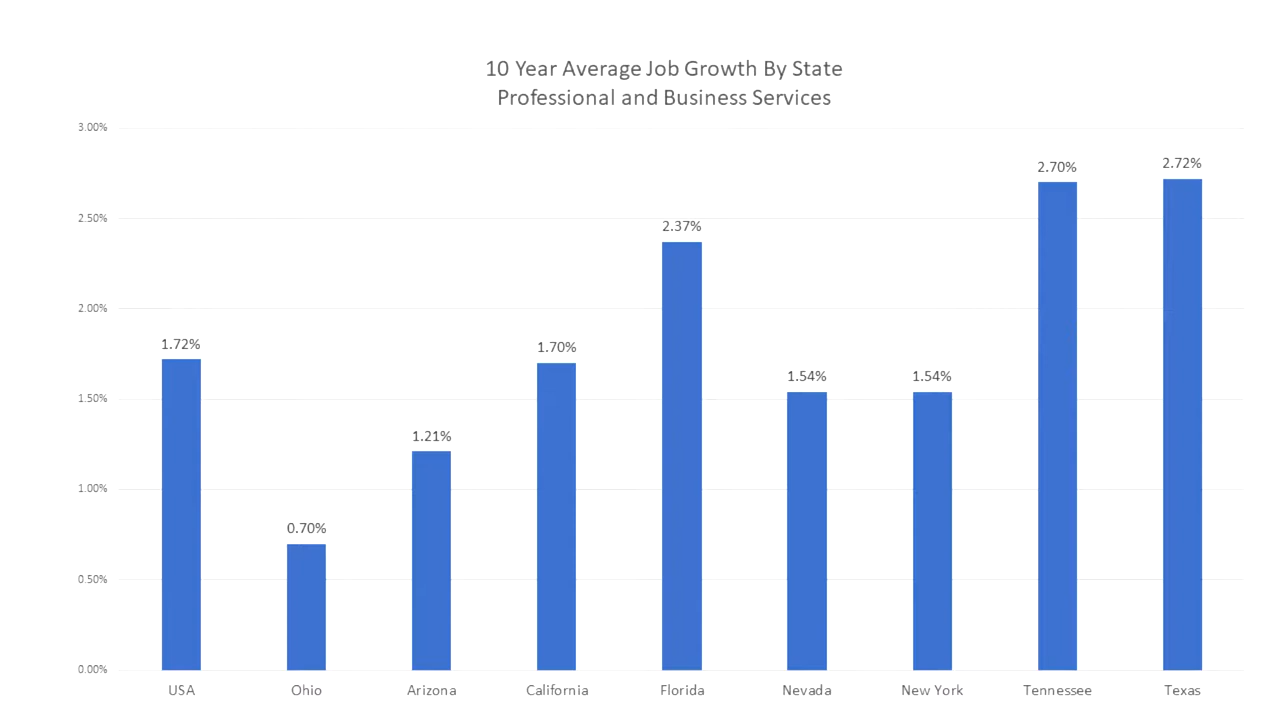 10 Year Average Job Growth By State
Professional and Business Services
3.00%
2.50%
2.00%
1.50%
1.00%
0.50%
0.00%
1.72%
0.70%
1.21%
1.70%
2.37%
1.54%
1.54%
2.70%
2.72%
USA
Ohio
Arizona
California
Florida
Nevada
New York
Tennessee
Texas